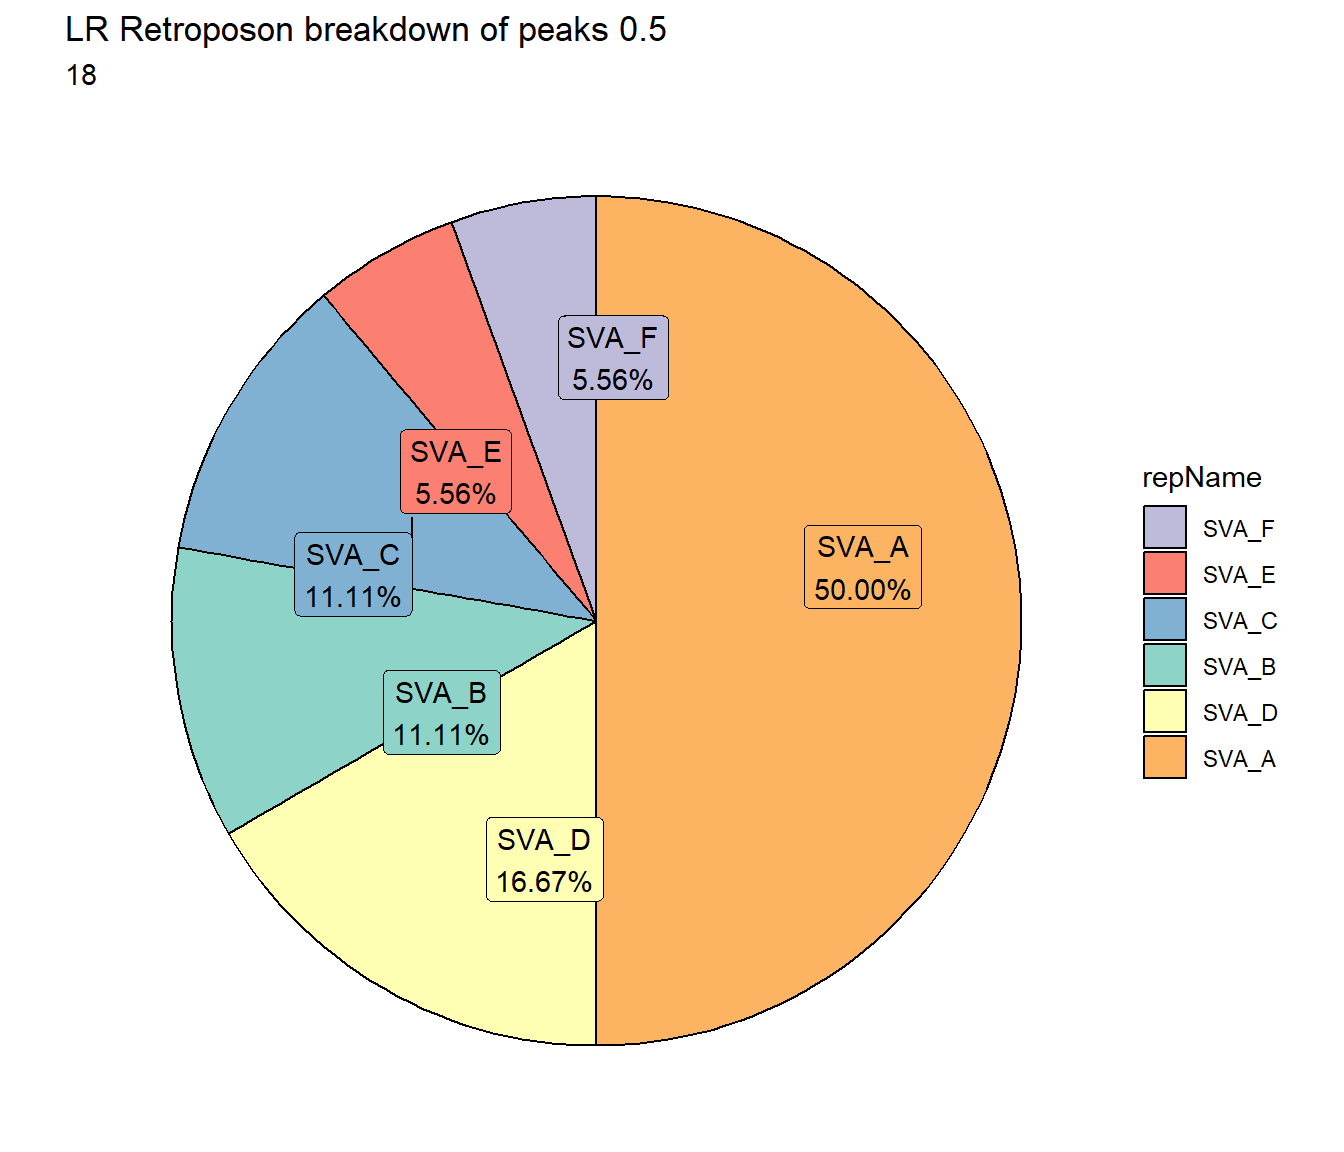 LR Retroposon breakdown of peaks 0.5
18
SVA_F
5.56%
SVA_E
5.56%
SVA_C
11.11%
SVA_B
11.11%
SVA_D
16.67%
SVA_A
50.00%
repName
SVA_F
SVA_E
SVA_C
SVA_B
SVA_D
SVA_A